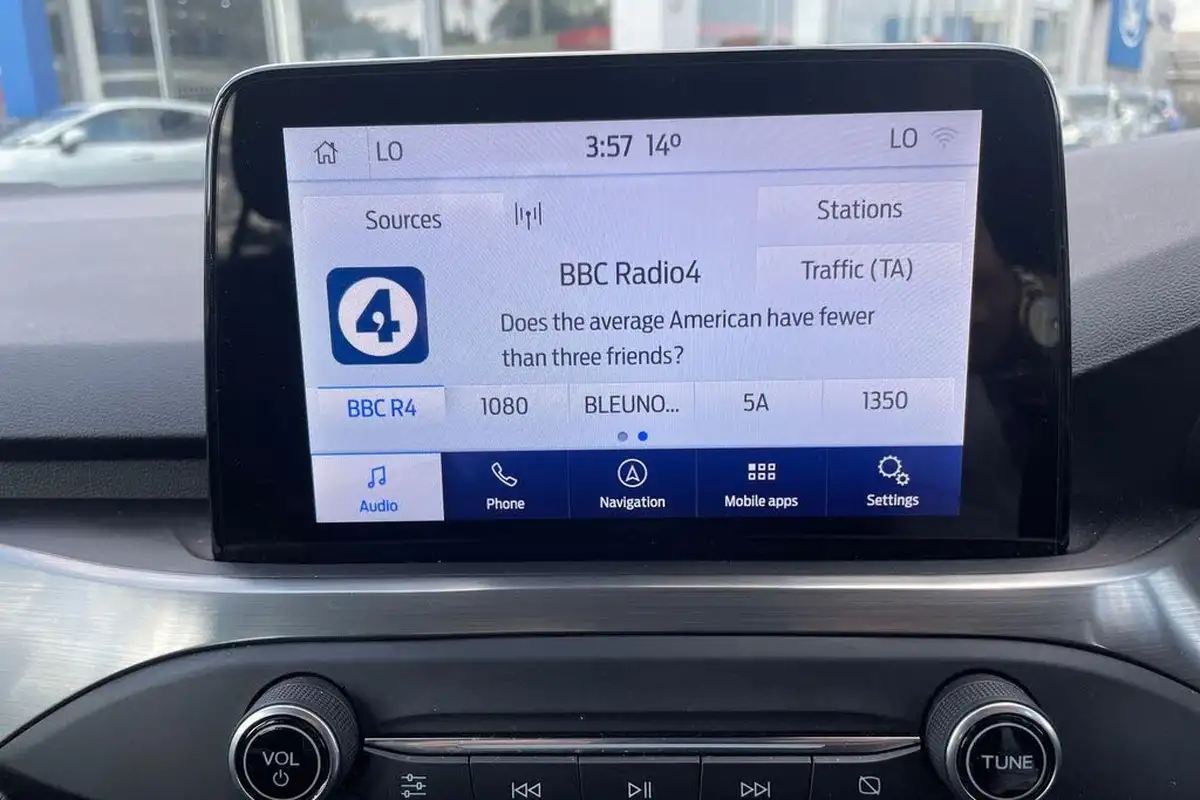 LO 3:57 14º LO
Sources Stations
BBC Radio4 Traffic (TA)
4
Does the average American have fewer
than three friends?
BBC R4 1080 BLEUNO... 5A 1350
Audio Phone Navigation Mobile apps Settings
VOL TUNE